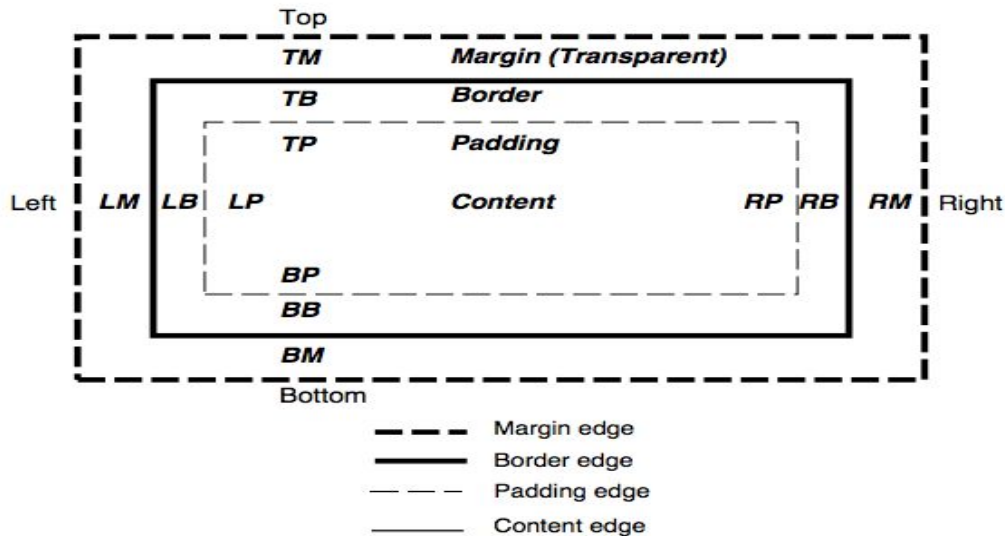 Top
TM Margin (Transparent)
TB Border
TP Padding
Left LM LB LP Content RP RB RM Right
BP
BB
BM
Bottom
Margin edge
Border edge
Padding edge
Content edge